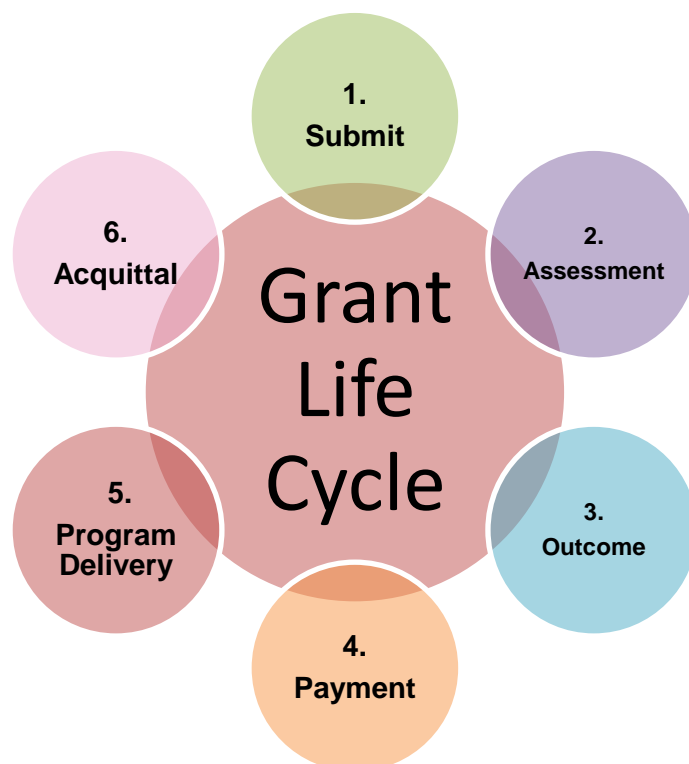 Grant
Life
Cycle
1.
Submit
2.
Assessment
3.
Outcome
4.
Payment
5.
Program
Delivery
6.
Acquittal